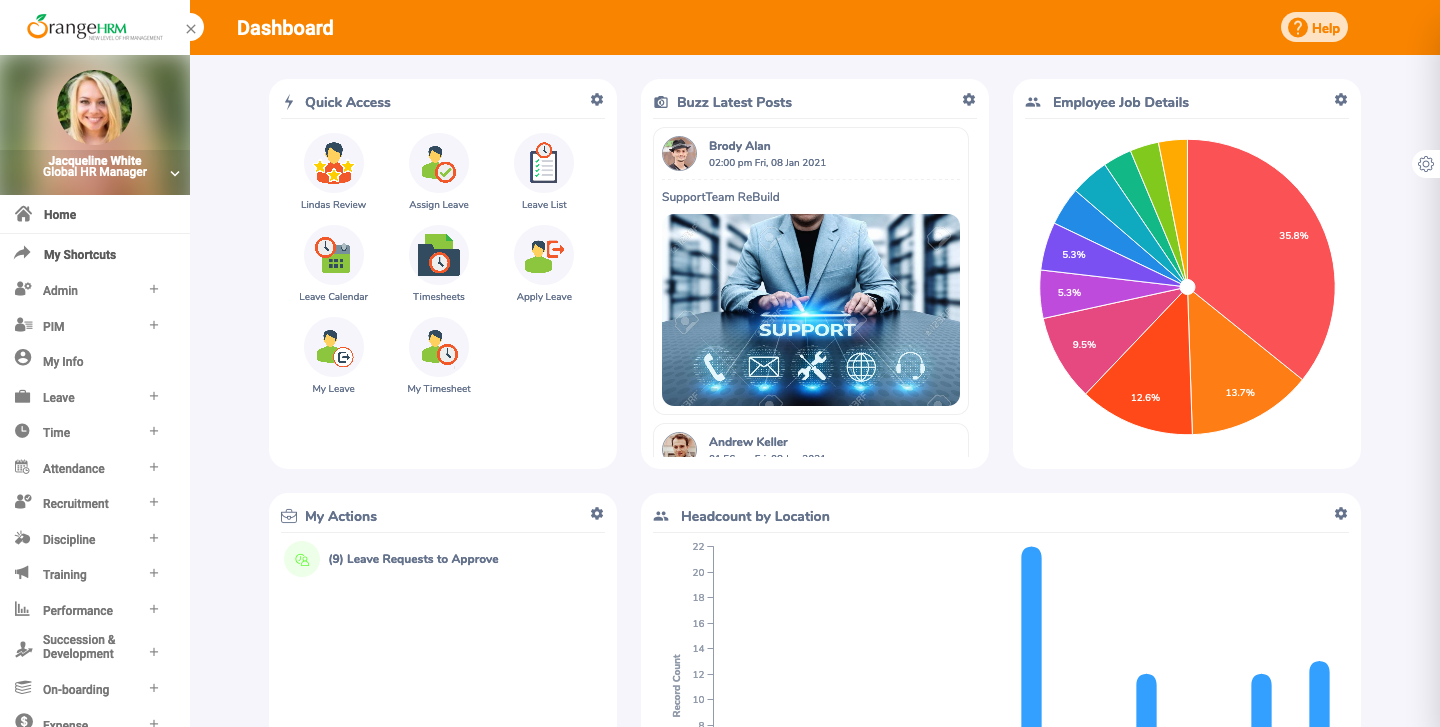 OrangeHRM
NEW LEVEL OF HR MANAGEMENT
Dashboard
Help
Jacqueline White
Global HR Manager
Home
My Shortcuts
Admin
PIM
My Info
Leave
Time
Attendance
Recruitment
Discipline
Training
Performance
Succession &
Development
On-boarding
Expense
Quick Access
Lindas Review
Assign Leave
Leave List
Leave Calendar
Timesheets
Apply Leave
My Leave
My Timesheet
Buzz Latest Posts
Brody Alan
02:00 pm Fri, 08 Jan 2021
SupportTeam ReBuild
SUPPORT
Andrew Keller
Employee Job Details
35.8%
13.7%
12.6%
9.5%
5.3%
5.3%
My Actions
(9) Leave Requests to Approve
Headcount by Location
Record Count
22
20
18
16
14
12
10
8